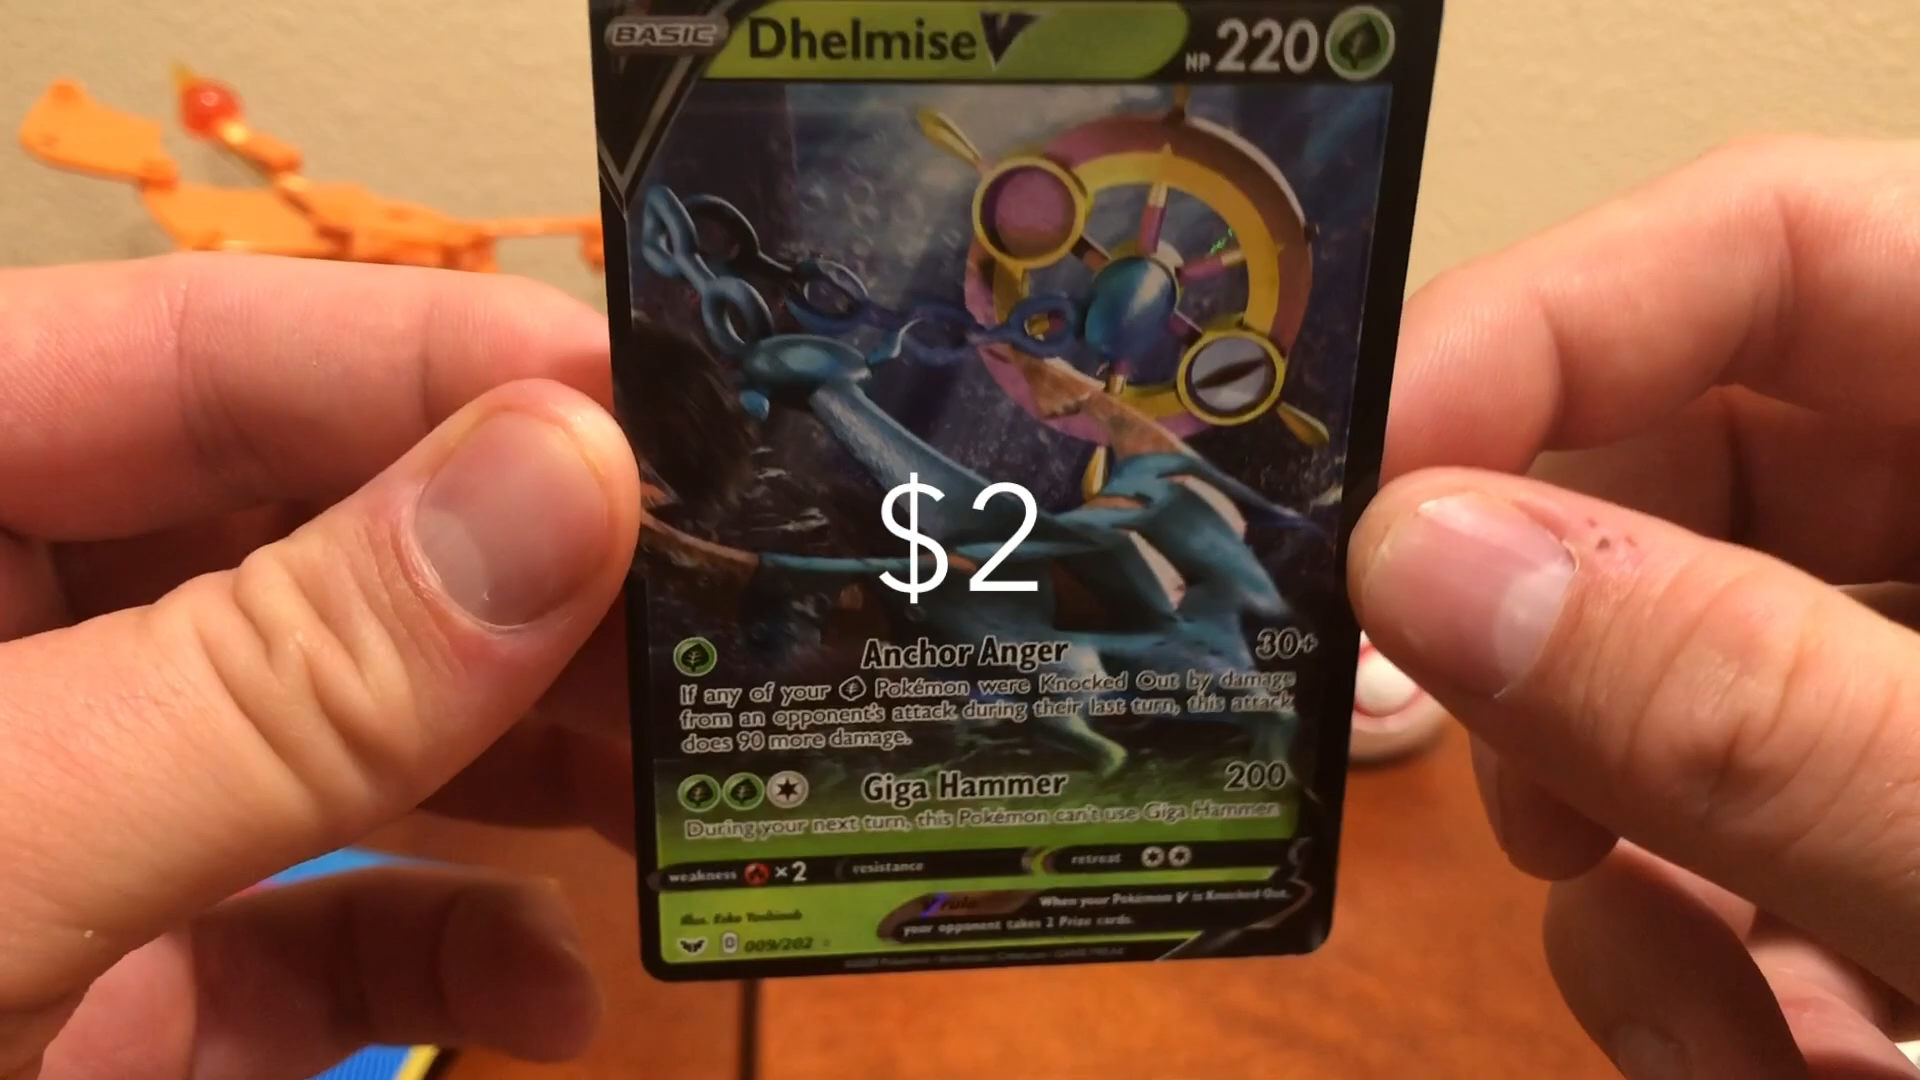 BASIC Dhelmise V NP 220
$2
Anchor Anger 30+
If any of your Pokémon were Knocked Out by damage
from an opponent's attack during their last turn, this attack
does 90 more damage.
Giga Hammer 200
During your next turn, this Pokémon can't use Giga Hammer.
weakness ×2 resistance retreat
V rule When your Pokémon V is Knocked Out,
your opponent takes 2 Prize cards.
Illus.
D 009/202